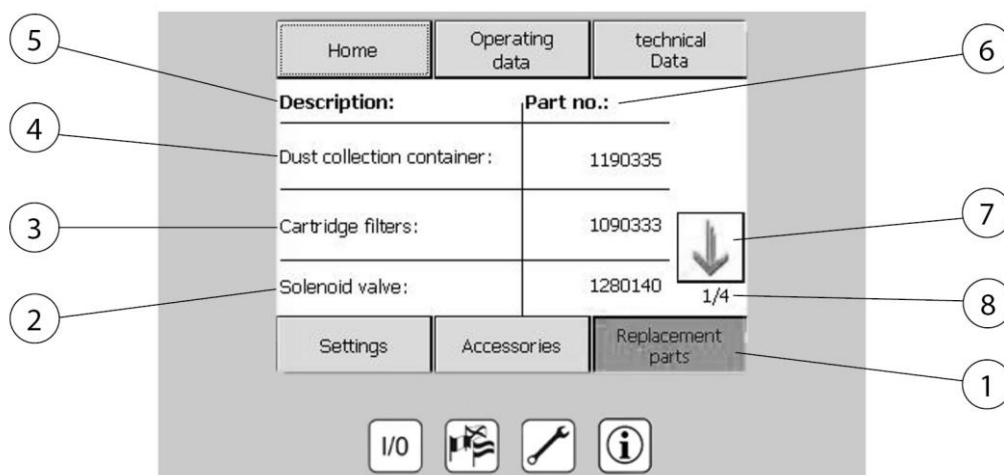 5
Home
Operating data
technical Data
6
Description:
Part no.:
4
Dust collection container:
1190335
3
Cartridge filters:
1090333
7
2
Solenoid valve:
1280140
1/4
8
Settings
Accessories
Replacement parts
1
I/0
i